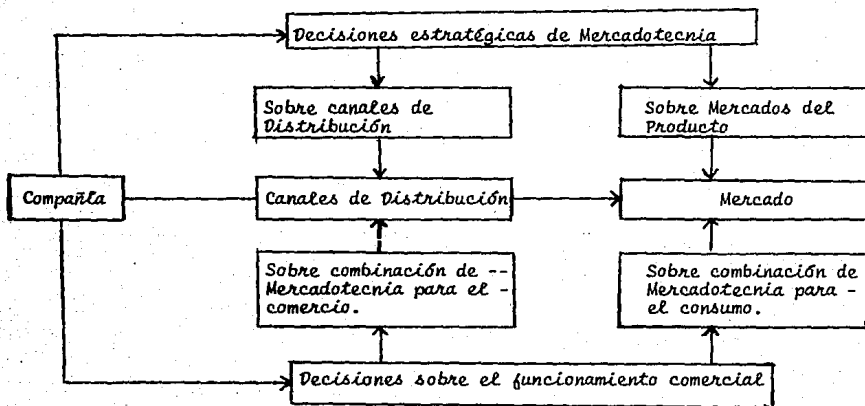 Decisiones estratégicas de Mercadotecnia
Sobre canales de
Distribución
Sobre Mercados del
Producto
Compañía
Canales de Distribución
Mercado
Sobre combinación de --
Mercadotecnia para el -
comercio.
Sobre combinación de
Mercadotecnia para -
el consumo.
Decisiones sobre el funcionamiento comercial